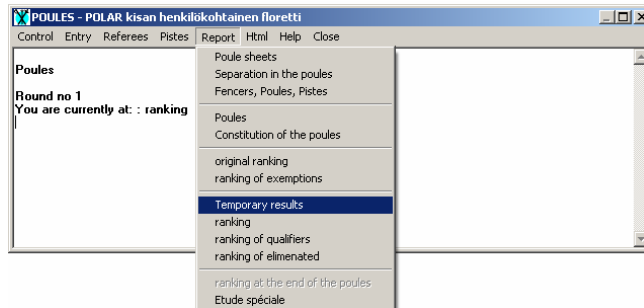 POULES - POLAR kisan henkilökohtainen floretti
Control Entry Referees Pistes Report Html Help Close
Poules
Round no 1
You are currently at: : ranking
Poule sheets
Separation in the poules
Fencers, Poules, Pistes
Poules
Constitution of the poules
original ranking
ranking of exemptions
Temporary results
ranking
ranking of qualifiers
ranking of elimenated
ranking at the end of the poules
Etude spéciale